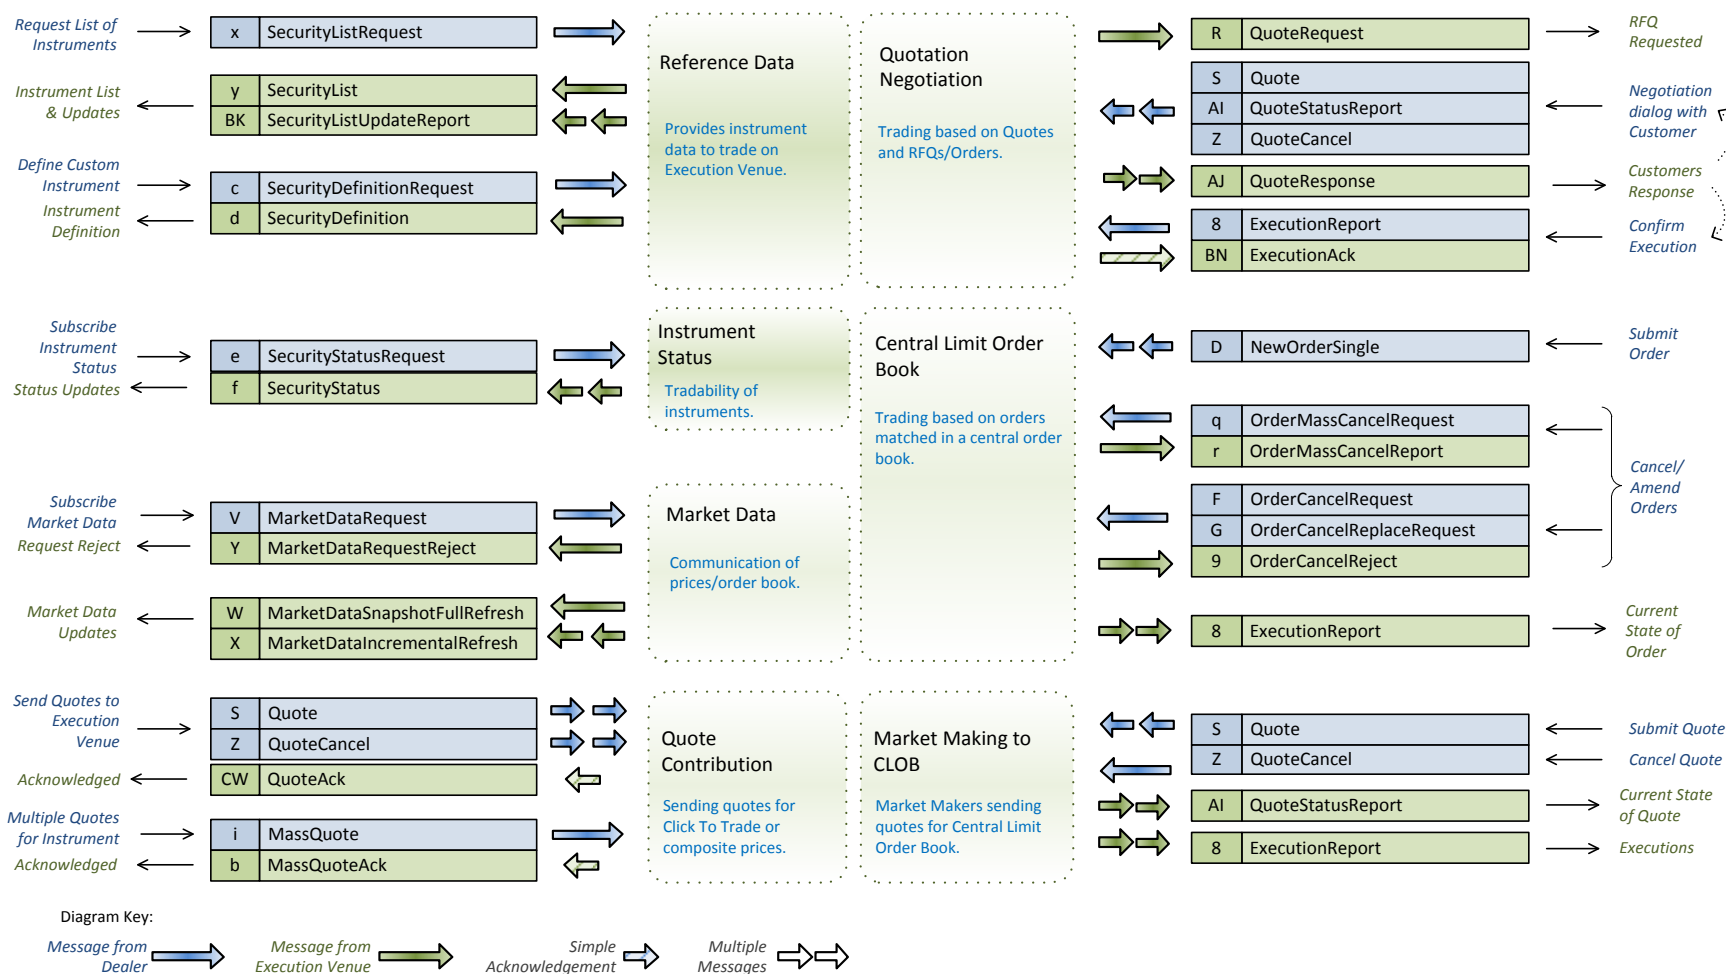 Request List of
Instruments
x SecurityListRequest
Instrument List
& Updates
y SecurityList
BK SecurityListUpdateReport
Define Custom
Instrument
Instrument
Definition
c SecurityDefinitionRequest
d SecurityDefinition
Reference Data
Provides instrument
data to trade on
Execution Venue.
Quotation
Negotiation
Trading based on Quotes
and RFQs/Orders.
R QuoteRequest
RFQ
Requested
S Quote
AI QuoteStatusReport
Z QuoteCancel
Negotiation
dialog with
Customer
AJ QuoteResponse
Customers
Response
8 ExecutionReport
BN ExecutionAck
Confirm
Execution
Subscribe
Instrument
Status
Status Updates
e SecurityStatusRequest
f SecurityStatus
Instrument
Status
Tradability of
instruments.
Central Limit Order
Book
Trading based on orders
matched in a central order
book.
D NewOrderSingle
Submit
Order
q OrderMassCancelRequest
r OrderMassCancelReport
F OrderCancelRequest
G OrderCancelReplaceRequest
9 OrderCancelReject
Cancel/
Amend
Orders
8 ExecutionReport
Current
State of
Order
Subscribe
Market Data
Request Reject
V MarketDataRequest
Y MarketDataRequestReject
Market Data
Updates
W MarketDataSnapshotFullRefresh
X MarketDataIncrementalRefresh
Market Data
Communication of
prices/order book.
Send Quotes to
Execution
Venue
S Quote
Z QuoteCancel
Acknowledged
CW QuoteAck
Multiple Quotes
for Instrument
i MassQuote
Acknowledged
b MassQuoteAck
Quote
Contribution
Sending quotes for
Click To Trade or
composite prices.
Market Making to
CLOB
Market Makers sending
quotes for Central Limit
Order Book.
S Quote
Submit Quote
Z QuoteCancel
Cancel Quote
AI QuoteStatusReport
Current State
of Quote
8 ExecutionReport
Executions
Diagram Key:
Message from
Dealer
Message from
Execution Venue
Simple
Acknowledgement
Multiple
Messages